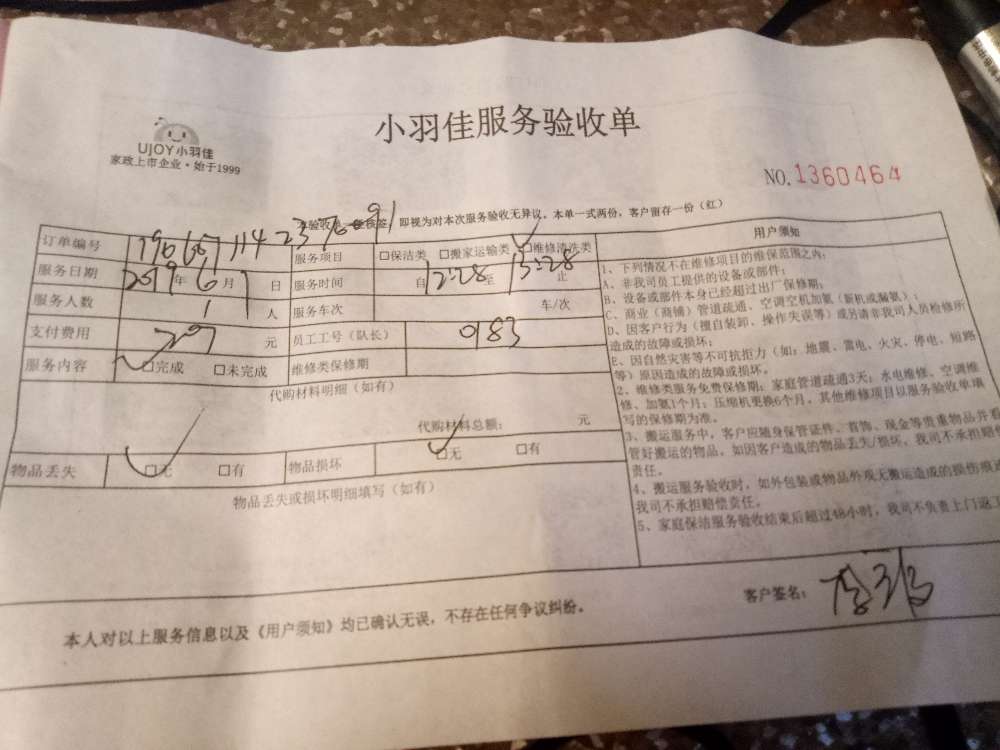 UJOY小羽佳
家政上市企业·始于1999
小羽佳服务验收单
NO.1360464
本验收单一经核签，即视为对本次服务验收无异议。本单一式两份，客户留存一份（红）
订单编号 服务项目 □保洁类 □搬家运输类 □维修清洗类
服务日期 2019年6月7日 服务时间 自12:28至13:28止
服务人数 1人 服务车次 车/次
支付费用 元 员工工号（队长） 0183
服务内容 □完成 □未完成 维修类保修期
代购材料明细（如有）
代购材料总额： 元
物品丢失 □无 □有 物品损坏 □无 □有
物品丢失或损坏明细填写（如有）
用户须知
1、下列情况不在维修项目的维保范围之内：
A、非我司员工提供的设备或部件；
B、设备或部件本身已经超过出厂保修期；
C、商业（商铺）管道疏通、空调空机加氨（新机或漏氨）；
D、因客户行为（擅自装卸、操作失误等）或另请非我司人员检修所
造成的故障或损坏；
E、因自然灾害等不可抗拒力（如：地震、雷电、火灾、停电、短路
等）原因造成的故障或损坏。
2、维修类服务免费保修期：家庭管道疏通3天；水电维修、空调维
修、加氨1个月；压缩机更换6个月，其他维修项目以服务验收单填
写的保修期为准。
3、搬运服务中，客户应随身保管证件、首饰、现金等贵重物品并看
管好搬运的物品。如因客户造成的物品丢失/损坏，我司不承担赔
责任。
4、搬运服务验收时，如外包装或物品外观无搬运造成的损伤痕
我司不承担赔偿责任。
5、家庭保洁服务验收结束后超过48小时，我司不负责上门返工
本人对以上服务信息以及《用户须知》均已确认无误，不存在任何争议纠纷。
客户签名：